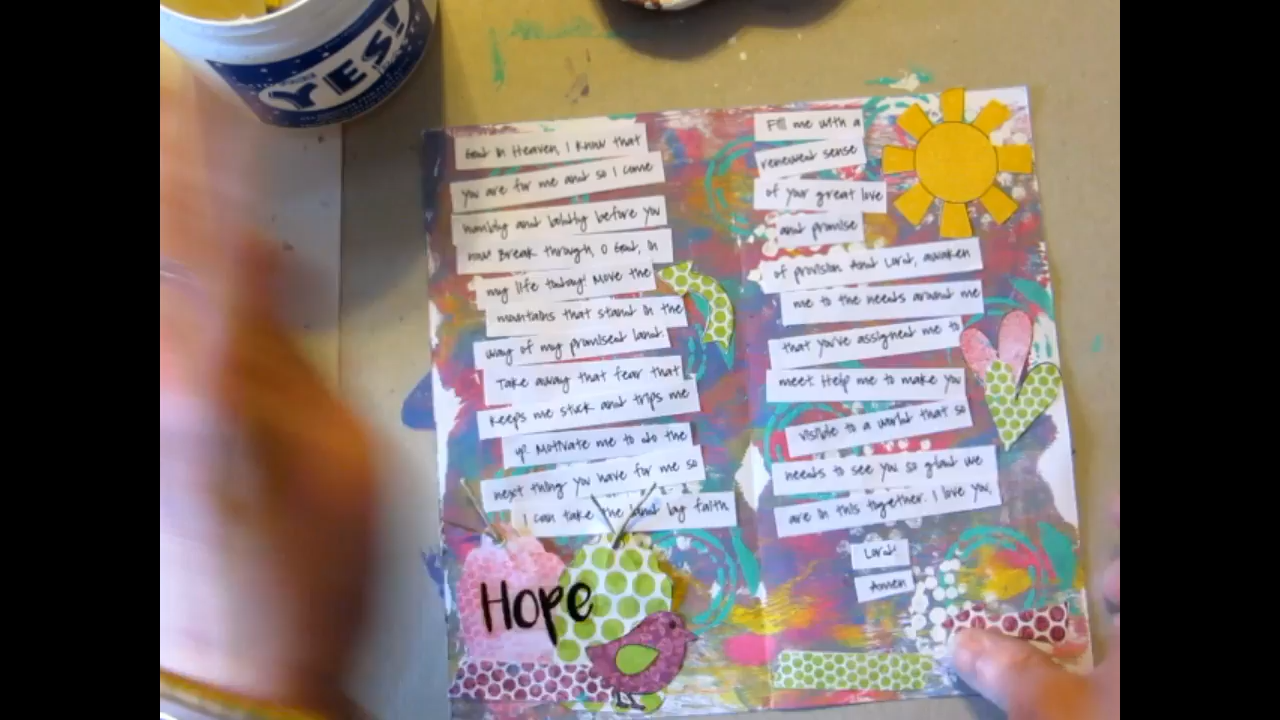 YES!
God in Heaven, I know that
you are for me and so I come
humbly and boldly before you
now! Break through, O God, in
my life today! Move the
mountains that stand in the
way of my promised land.
Take away that fear that
keeps me stuck and trips me
up. Motivate me to do the
next thing you have for me so
I can take the land by faith
Hope
Fill me with a
renewed sense
of your great love
and promise
of provision And Lord, awaken
me to the needs around me
that you've assigned me to
meet. Help me to make you
visible to a world that so
needs to see you so glad we
are in this together. I love you,
Lord!
Amen